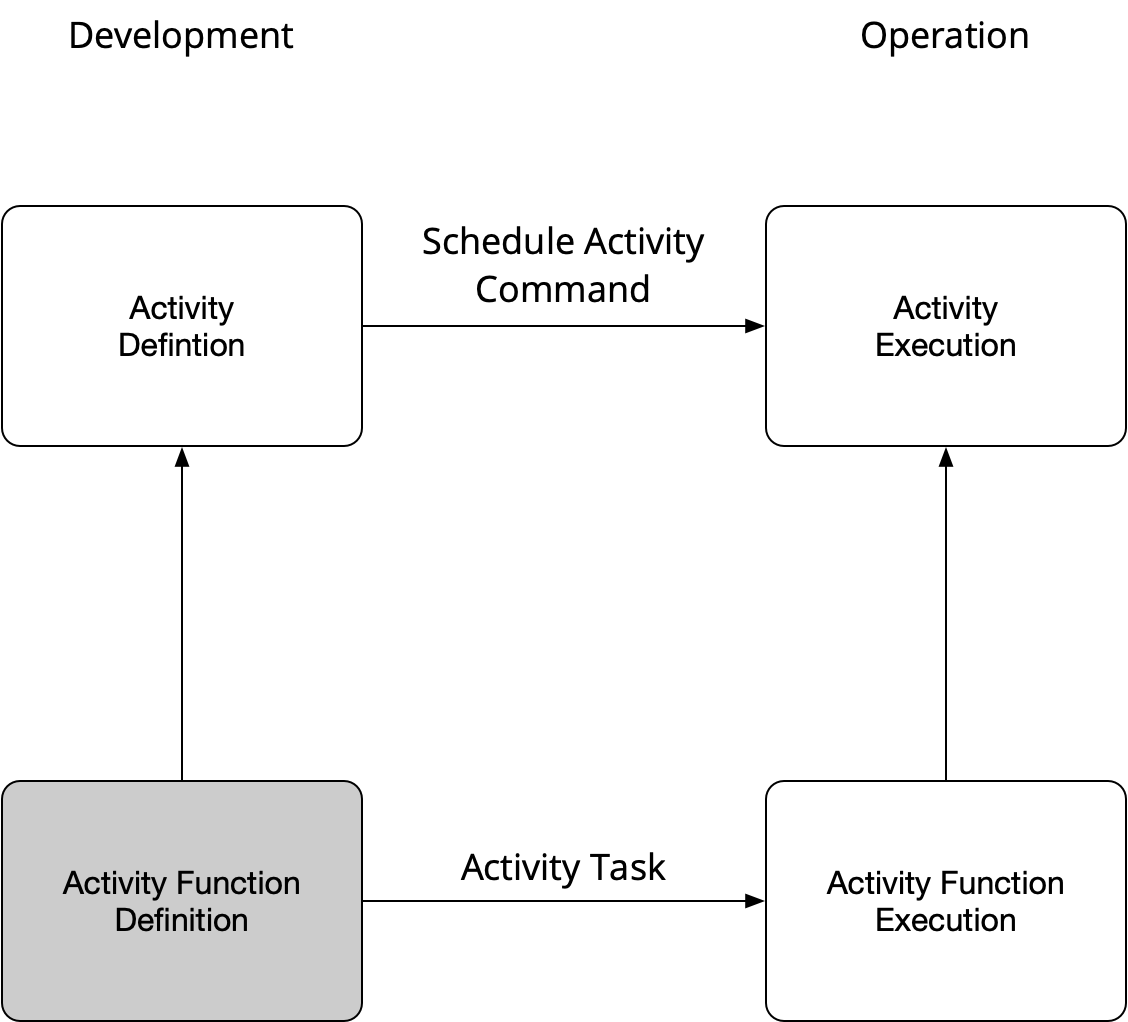 Development
Operation
Activity
Defintion
Schedule Activity
Command
Activity
Execution
Activity Function
Definition
Activity Task
Activity Function
Execution